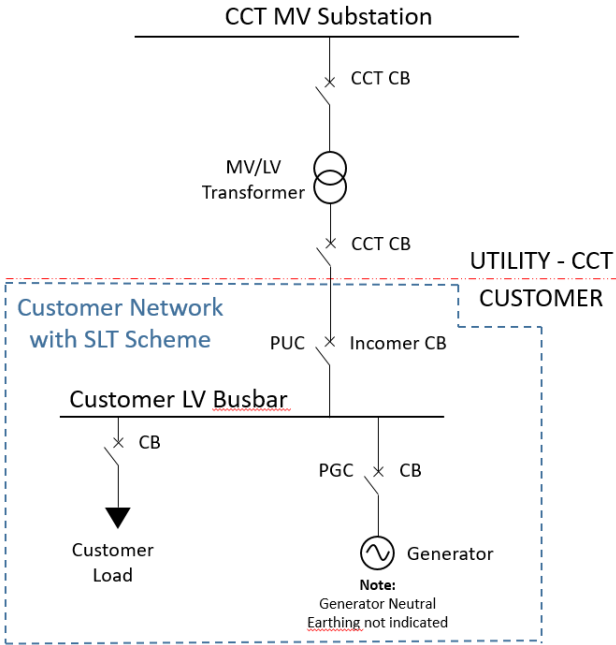 CCT MV Substation
CCT CB
MV/LV
Transformer
CCT CB
UTILITY - CCT
CUSTOMER
Customer Network
with SLT Scheme
PUC
Incomer CB
Customer LV Busbar
CB
PGC
CB
Customer
Load
Generator
Note:
Generator Neutral
Earthing not indicated